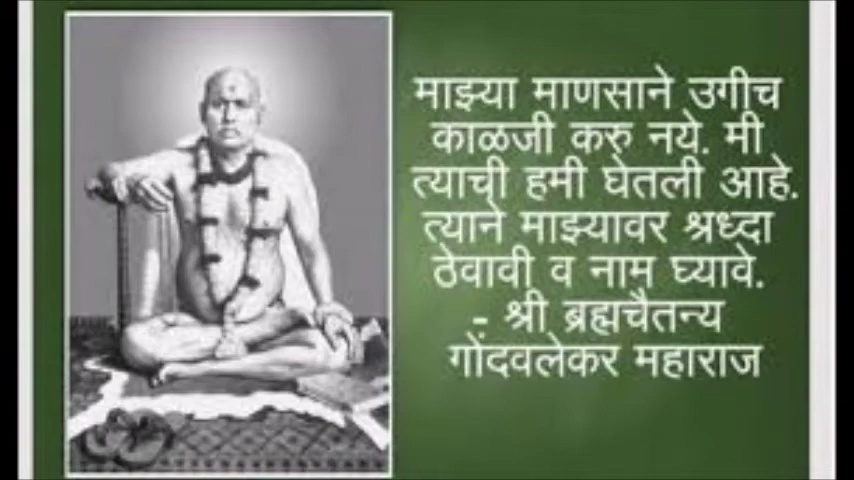 माझ्या माणसाने उगीच
काळजी करु नये. मी
त्याची हमी घेतली आहे.
त्याने माझ्यावर श्रध्दा
ठेवावी व नाम घ्यावे.
- श्री ब्रह्मचैतन्य
गोंदवलेकर महाराज